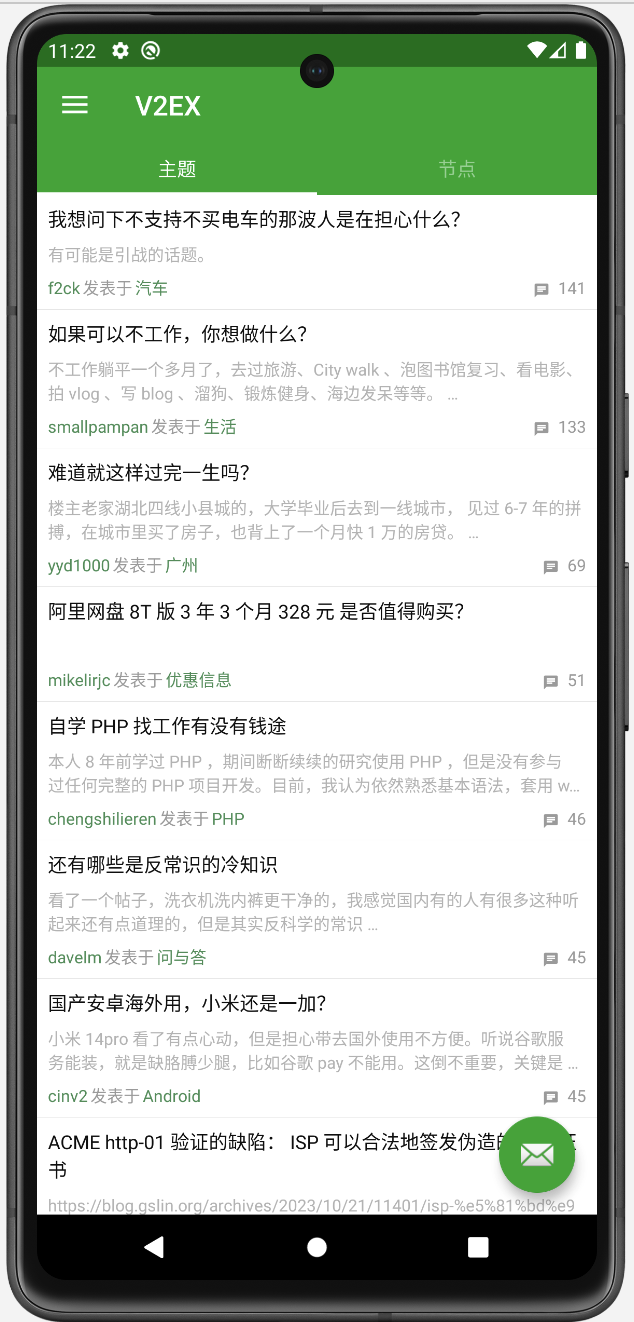 11:22
V2EX
主题
节点
我想问下不支持不买电车的那波人是在担心什么？
有可能是引战的话题。
f2ck 发表于 汽车
141
如果可以不工作，你想做什么？
不工作躺平一个多月了，去过旅游、City walk 、泡图书馆复习、看电影、
拍 vlog 、写 blog 、溜狗、锻炼健身、海边发呆等等。 ...
smallpampan 发表于 生活
133
难道就这样过完一生吗？
楼主老家湖北四线小县城的，大学毕业后去到一线城市， 见过 6-7 年的拼
搏，在城市里买了房子，也背上了一个月快 1 万的房贷。 ...
yyd1000 发表于 广州
69
阿里网盘 8T 版 3 年 3 个月 328 元 是否值得购买？
mikelirjc 发表于 优惠信息
51
自学 PHP 找工作有没有钱途
本人 8 年前学过 PHP ，期间断断续续的研究使用 PHP ，但是没有参与
过任何完整的 PHP 项目开发。目前，我认为依然熟悉基本语法，套用 w...
chengshilieren 发表于 PHP
46
还有哪些是反常识的冷知识
看了一个帖子，洗衣机洗内裤更干净的，我感觉国内有的人有很多这种听
起来还有点道理的，但是其实反科学的常识 ...
davelm 发表于 问与答
45
国产安卓海外用，小米还是一加？
小米 14pro 看了有点心动，但是担心带去国外使用不方便。听说谷歌服
务能装，就是缺胳膊少腿，比如谷歌 pay 不能用。这倒不重要，关键是 ...
cinv2 发表于 Android
45
ACME http-01 验证的缺陷： ISP 可以合法地签发伪造的
书
https://blog.gslin.org/archives/2023/10/21/11401/isp-%e5%81%bd%e9